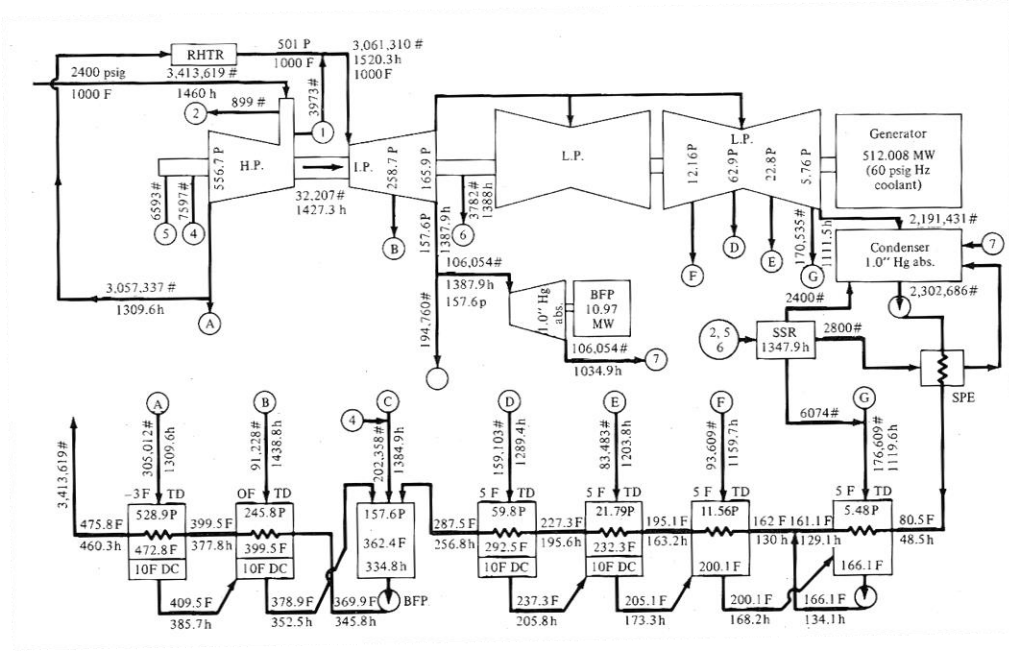 RHTR
501 P
1000 F
3,061,310 #
1520.3h
1000F
2400 psig
1000 F
3,413,619 #
1460 h
2
899 #
3973#
1
H.P.
556.7 P
I.P.
258.7 P
165.9 P
L.P.
L.P.
12.16P
62.9P
22.8P
5.76 P
Generator
512.008 MW
(60 psig Hz
coolant)
6593#
7597#
5
4
32,207#
1427.3 h
3782#
1388h
6
B
157.6P
1387.9h
F
D
E
G
170,535#
1111.5h
2,191,431#
Condenser
1.0″ Hg abs.
7
2,302,686#
3,057,337 #
1309.6h
A
106,054#
1387.9h
157.6p
194,760#
1.0″ Hg
abs.
BFP
10.97
MW
106,054#
1034.9h
7
2400#
2, 5
6
SSR
1347.9h
2800#
SPE
6074#
A
B
C
4
D
E
F
G
3,413,619#
305,012#
1309.6h
91,228#
1438.8h
202,358#
1384.9h
159,103#
1289.4h
83,483#
1203.8h
93,609#
1159.7h
176,609#
1119.6h
−3F TD
OF TD
5 F TD
5 F TD
5 F TD
5 F TD
528.9P
245.8P
157.6P
59.8P
21.79P
11.56P
5.48P
475.8F
460.3h
399.5F
377.8h
287.5F
256.8h
227.3F
195.6h
195.1F
163.2h
162 F
130 h
161.1F
129.1h
80.5F
48.5h
472.8F
399.5F
362.4F
334.8h
292.5F
232.3F
200.1F
166.1F
10F DC
10F DC
10F DC
10F DC
BFP
409.5F
385.7h
378.9F
352.5h
369.9F
345.8h
237.3F
205.8h
205.1F
173.3h
200.1F
168.2h
166.1F
134.1h